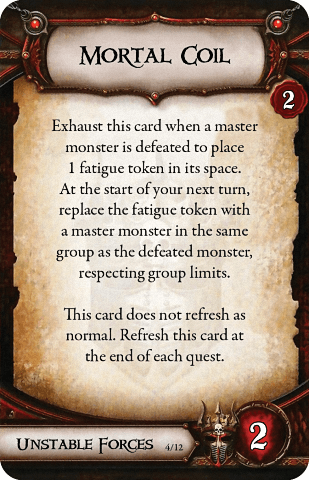 Mortal Coil
2
Exhaust this card when a master
monster is defeated to place
1 fatigue token in its space.
At the start of your next turn,
replace the fatigue token with
a master monster in the same
group as the defeated monster,
respecting group limits.
This card does not refresh as
normal. Refresh this card at
the end of each quest.
Unstable Forces 4/12
2